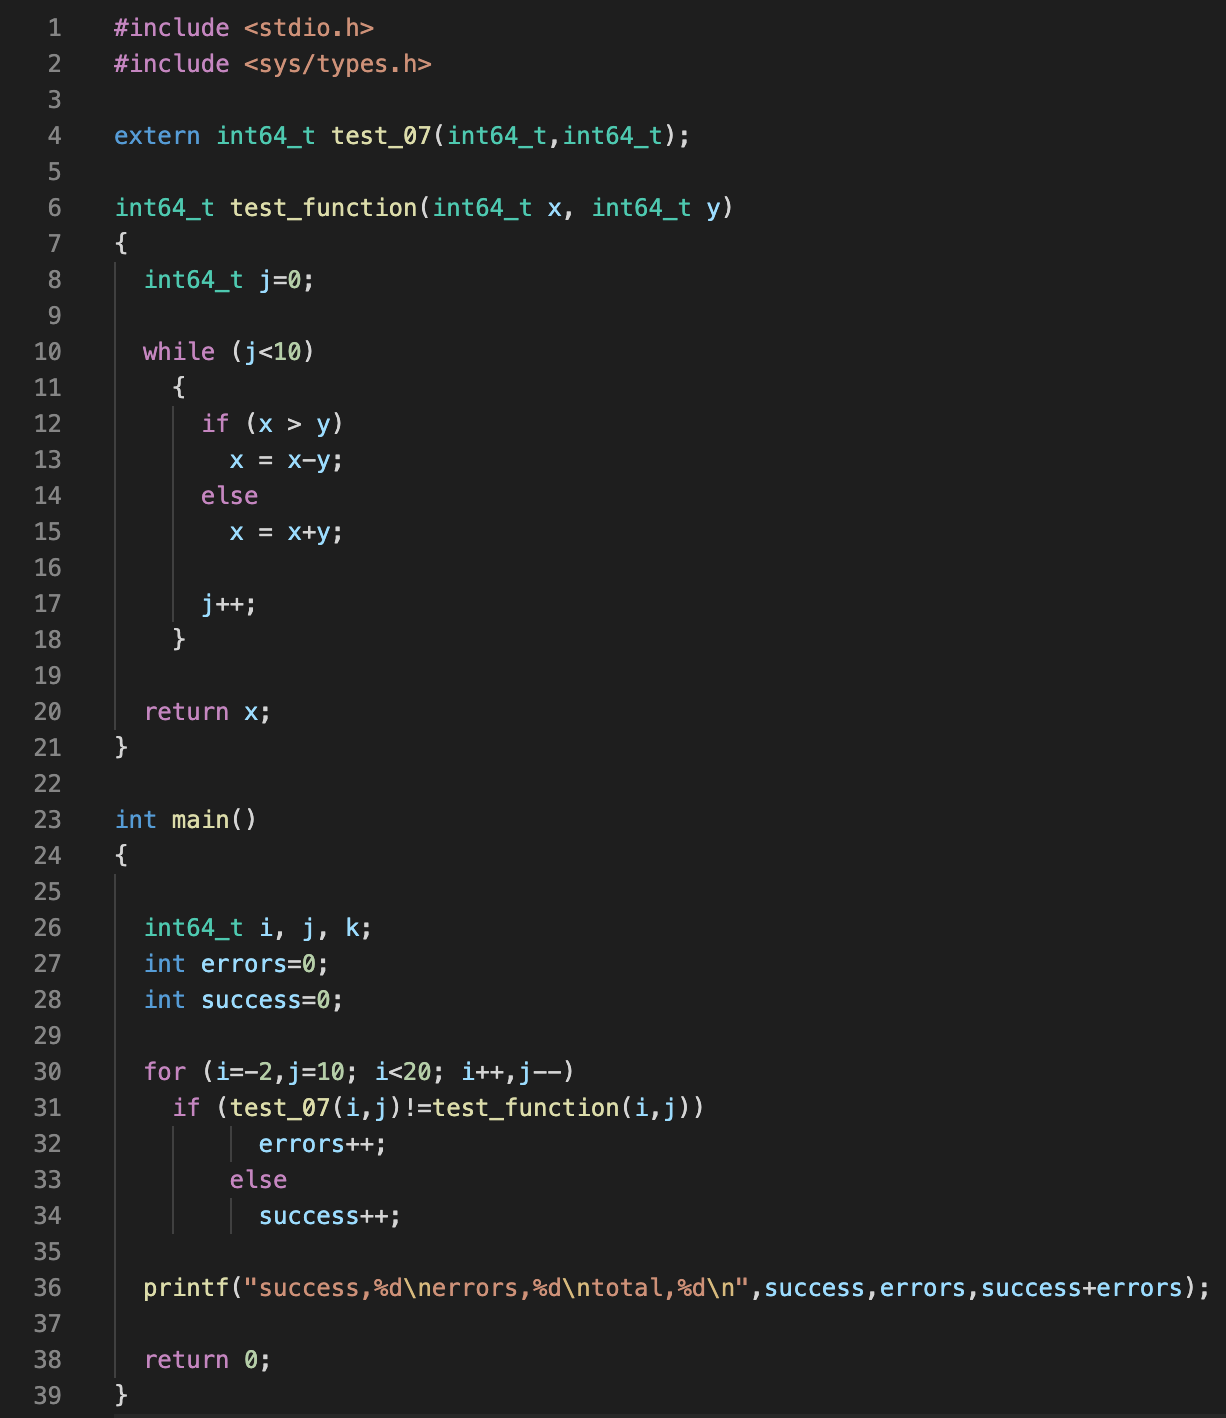 1 #include <stdio.h>
2 #include <sys/types.h>
3
4 extern int64_t test_07(int64_t,int64_t);
5
6 int64_t test_function(int64_t x, int64_t y)
7 {
8   int64_t j=0;
9
10   while (j<10)
11     {
12       if (x > y)
13         x = x-y;
14       else
15         x = x+y;
16
17       j++;
18     }
19
20   return x;
21 }
22
23 int main()
24 {
25
26   int64_t i, j, k;
27   int errors=0;
28   int success=0;
29
30   for (i=-2,j=10; i<20; i++,j--)
31     if (test_07(i,j)!=test_function(i,j))
32           errors++;
33         else
34           success++;
35
36   printf("success,%d\nerrors,%d\ntotal,%d\n",success,errors,success+errors);
37
38   return 0;
39 }